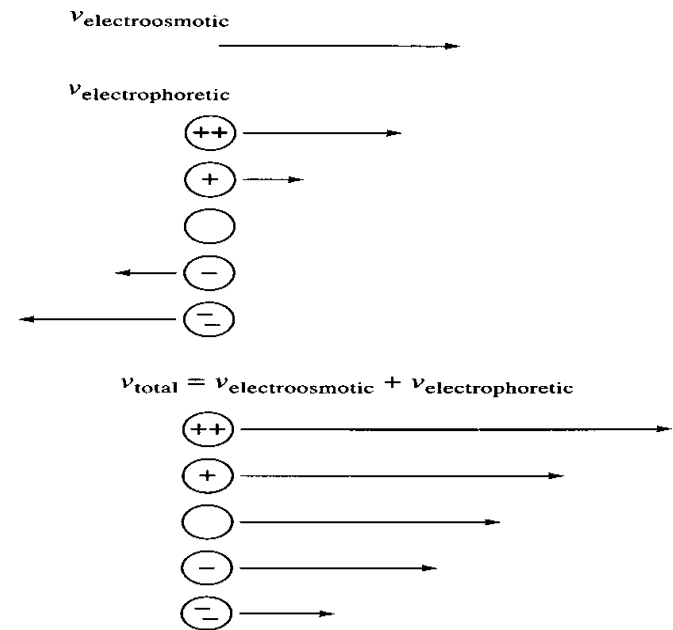 νelectroosmotic
νelectrophoretic
++
+
−
− −
νtotal = νelectroosmotic + νelectrophoretic
++
+
−
− −